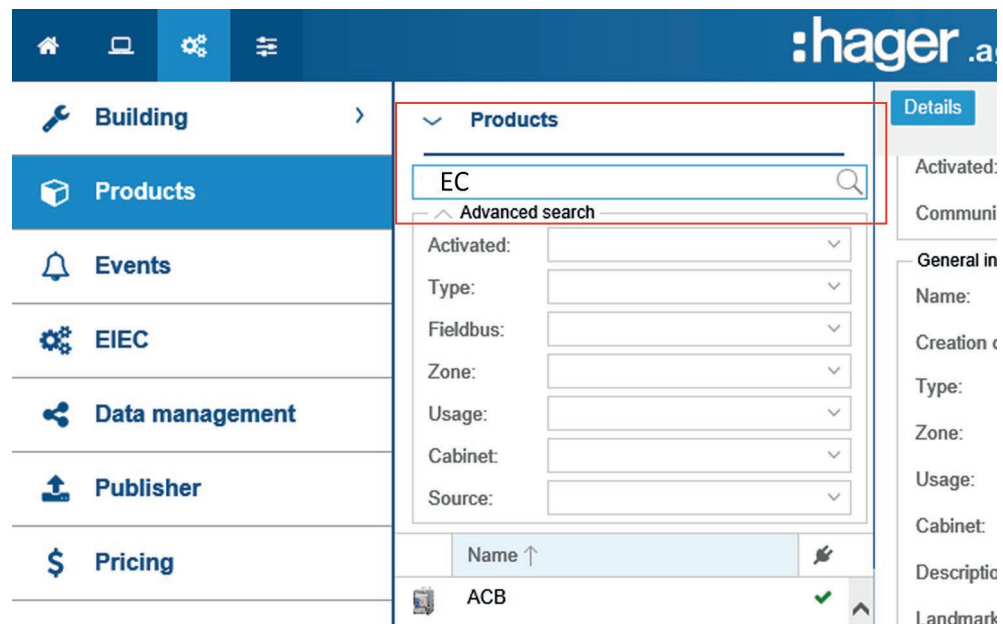 :hager .ag
Building
Products
Events
EIEC
Data management
Publisher
Pricing
Products
EC
Advanced search
Activated:
Type:
Fieldbus:
Zone:
Usage:
Cabinet:
Source:
Name ↑
ACB
Details
Activated:
Communi
General in
Name:
Creation
Type:
Zone:
Usage:
Cabinet:
Descriptio
Landmark